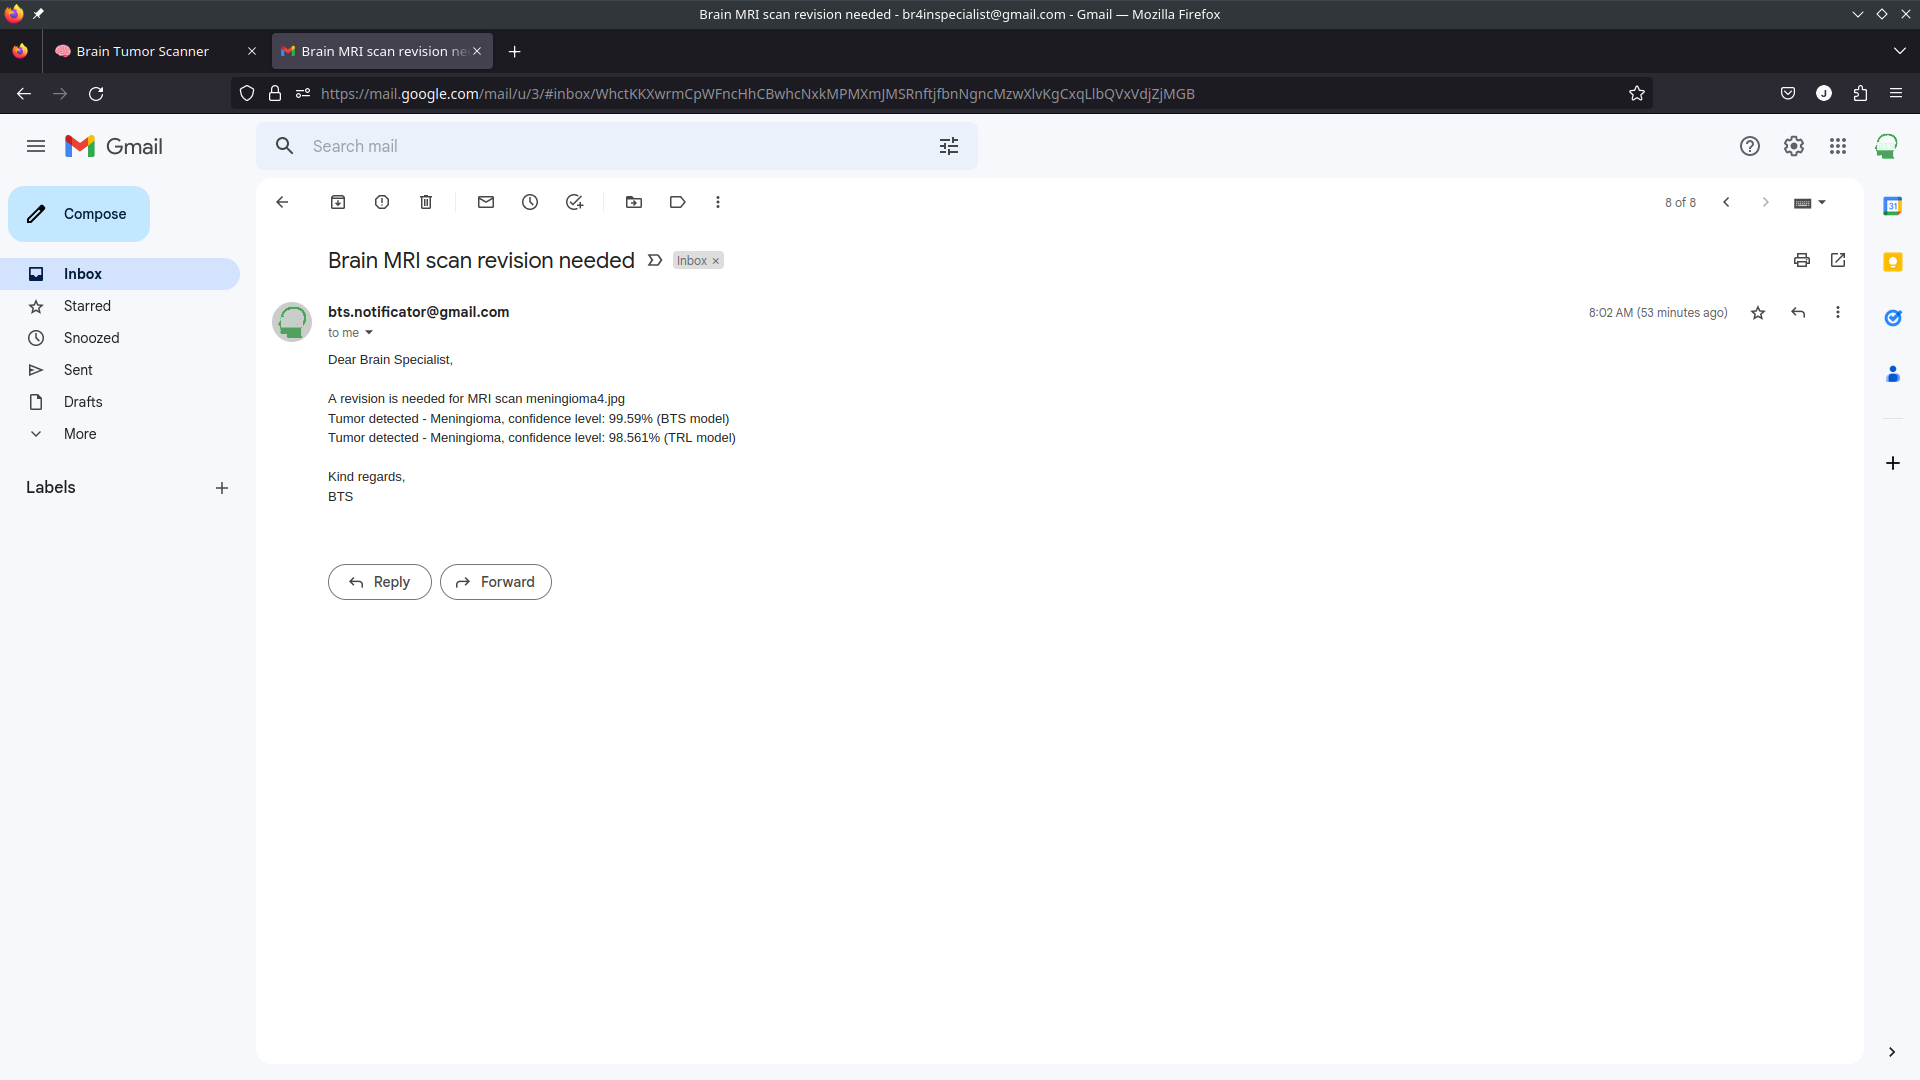 Brain MRI scan revision needed - br4inspecialist@gmail.com - Gmail — Mozilla Firefox
Brain Tumor Scanner
Brain MRI scan revision nee
https://mail.google.com/mail/u/3/#inbox/WhctKKXwrmCpWFncHhCBwhcNxkMPMXmJMSRnftjfbnNgncMzwXlvKgCxqLlbQVxVdjZjMGB
J
Gmail
Search mail
Compose
8 of 8
31
Inbox
Starred
Snoozed
Sent
Drafts
More
Labels
Brain MRI scan revision needed
Inbox ×
bts.notificator@gmail.com
8:02 AM (53 minutes ago)
to me
Dear Brain Specialist,
A revision is needed for MRI scan meningioma4.jpg
Tumor detected - Meningioma, confidence level: 99.59% (BTS model)
Tumor detected - Meningioma, confidence level: 98.561% (TRL model)
Kind regards,
BTS
Reply
Forward